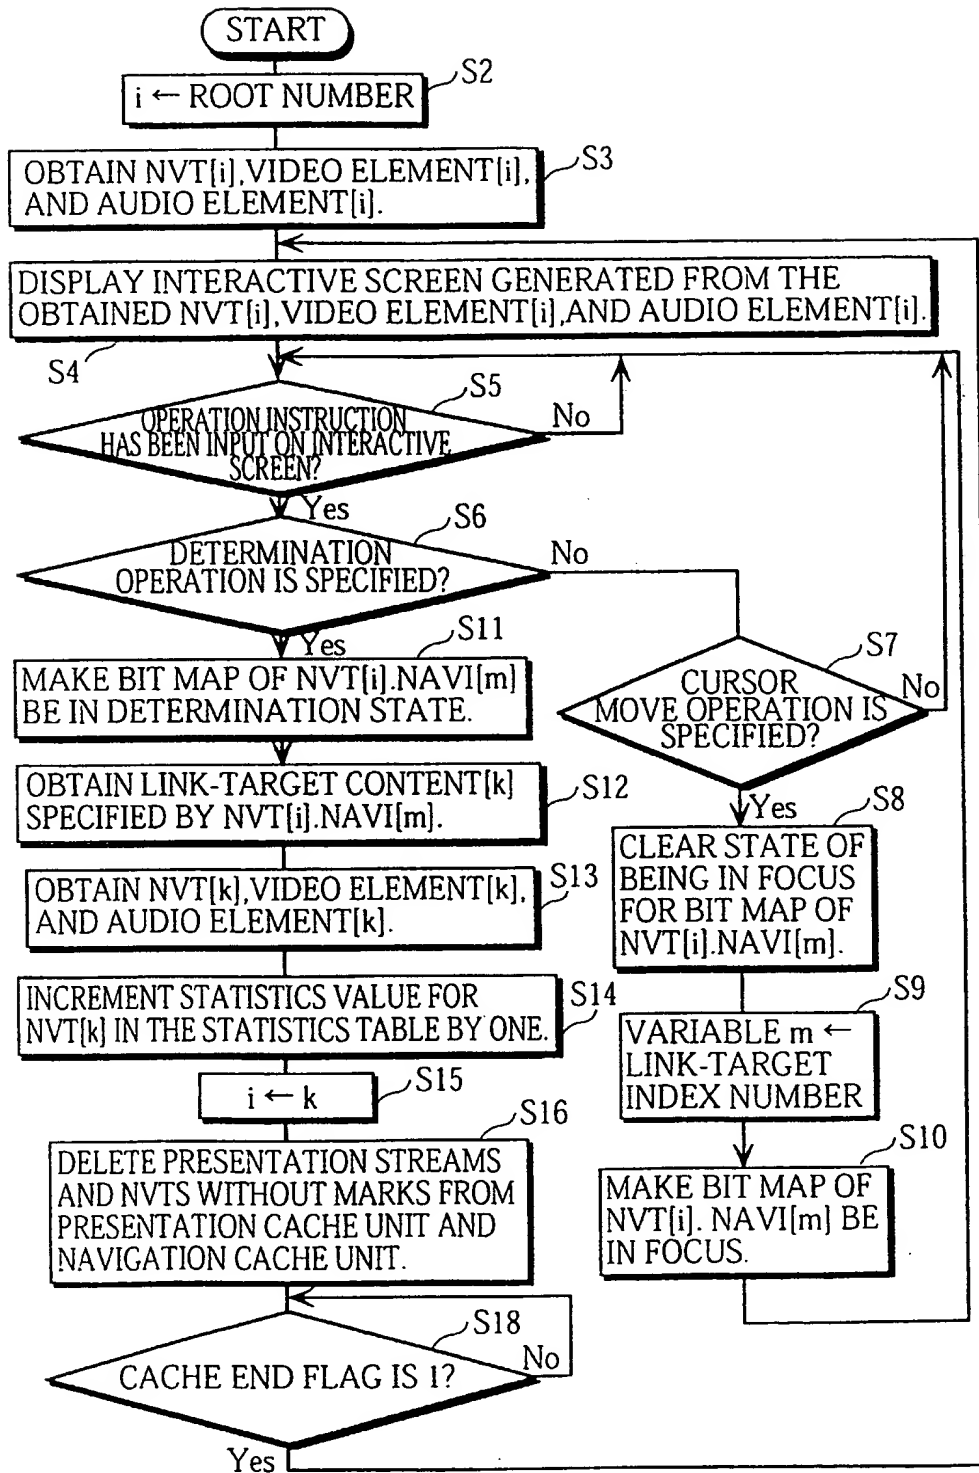 START
S2
i ← ROOT NUMBER
S3
OBTAIN NVT[i],VIDEO ELEMENT[i],
AND AUDIO ELEMENT[i].
DISPLAY INTERACTIVE SCREEN GENERATED FROM THE
OBTAINED NVT[i],VIDEO ELEMENT[i],AND AUDIO ELEMENT[i].
S4
S5
OPERATION INSTRUCTION
HAS BEEN INPUT ON INTERACTIVE
SCREEN?
No
Yes
S6
DETERMINATION
OPERATION IS SPECIFIED?
No
Yes
S11
MAKE BIT MAP OF NVT[i].NAVI[m]
BE IN DETERMINATION STATE.
OBTAIN LINK-TARGET CONTENT[k]
SPECIFIED BY NVT[i].NAVI[m].
S12
OBTAIN NVT[k],VIDEO ELEMENT[k],
AND AUDIO ELEMENT[k].
S13
INCREMENT STATISTICS VALUE FOR
NVT[k] IN THE STATISTICS TABLE BY ONE.
S14
S15
i ← k
S16
DELETE PRESENTATION STREAMS
AND NVTS WITHOUT MARKS FROM
PRESENTATION CACHE UNIT AND
NAVIGATION CACHE UNIT.
S18
CACHE END FLAG IS 1?
No
Yes
S7
CURSOR
MOVE OPERATION IS
SPECIFIED?
No
Yes
S8
CLEAR STATE OF
BEING IN FOCUS
FOR BIT MAP OF
NVT[i].NAVI[m].
S9
VARIABLE m ←
LINK-TARGET
INDEX NUMBER
S10
MAKE BIT MAP OF
NVT[i]. NAVI[m] BE
IN FOCUS.